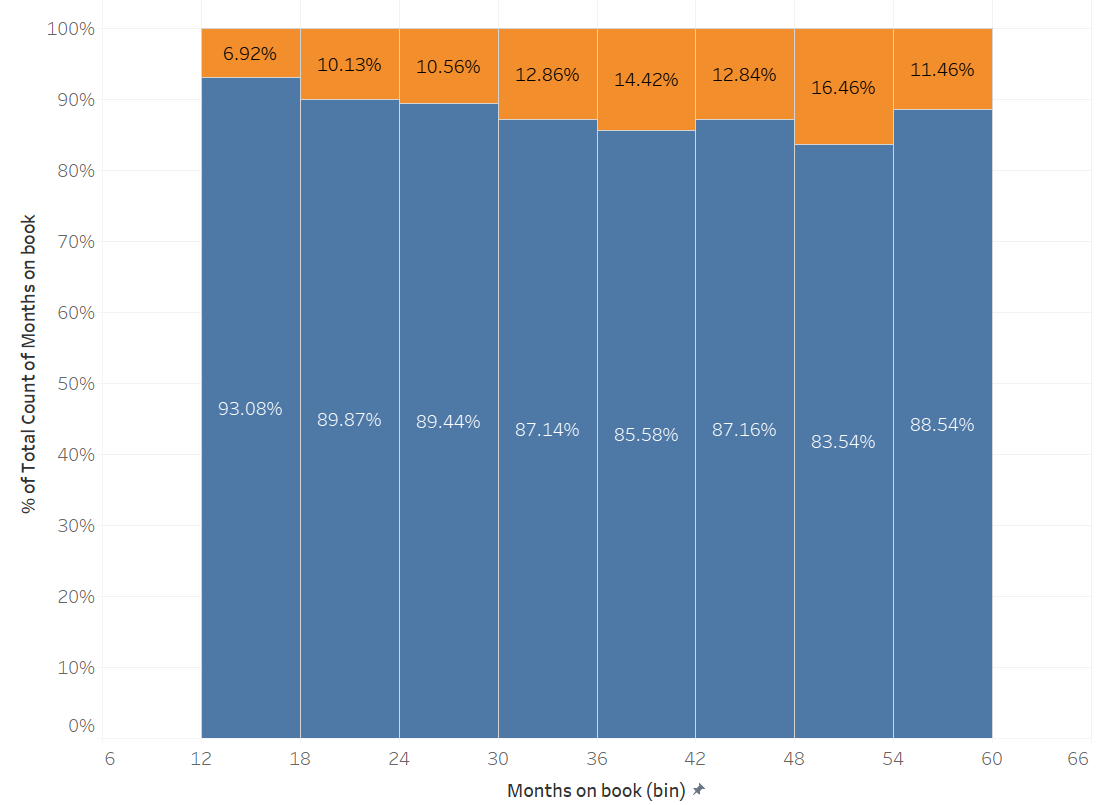 100%
90%
80%
70%
60%
50%
40%
30%
20%
10%
0%
% of Total Count of Months on book
6.92% 10.13% 10.56% 12.86% 14.42% 12.84% 16.46% 11.46%
93.08% 89.87% 89.44% 87.14% 85.58% 87.16% 83.54% 88.54%
6 12 18 24 30 36 42 48 54 60 66
Months on book (bin)